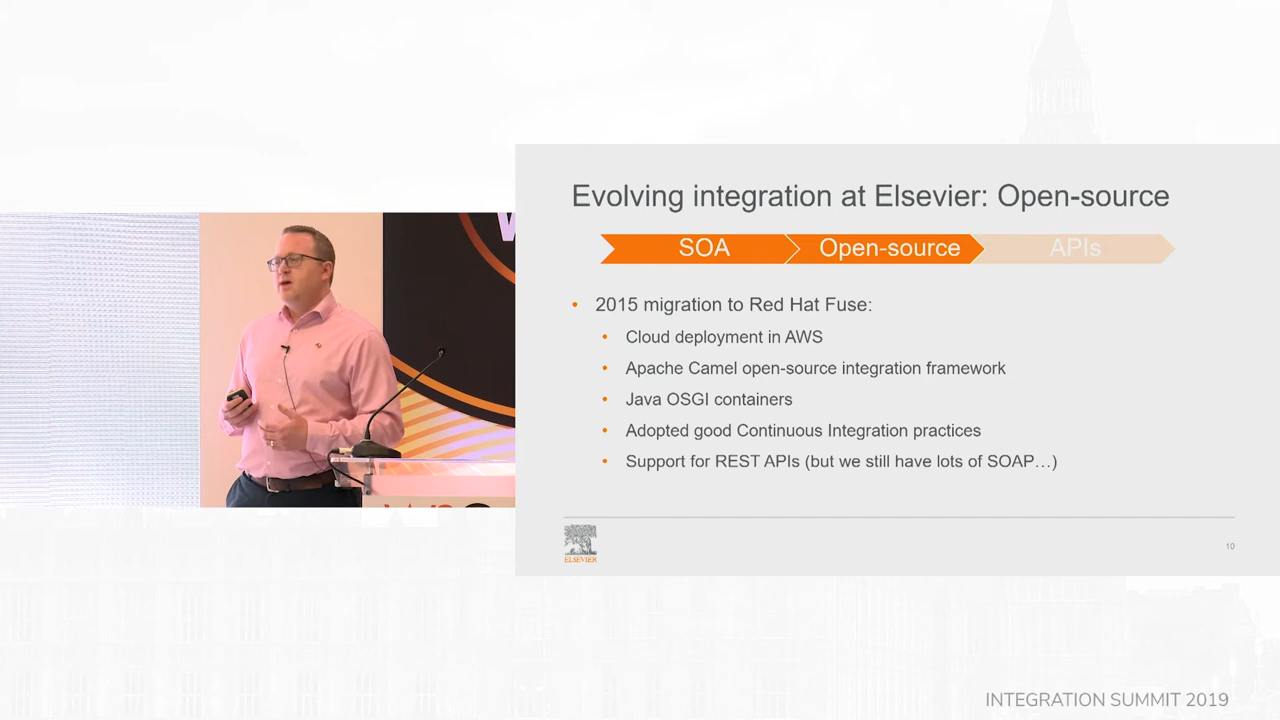 Evolving integration at Elsevier: Open-source
SOA
Open-source
APIs
• 2015 migration to Red Hat Fuse:
• Cloud deployment in AWS
• Apache Camel open-source integration framework
• Java OSGI containers
• Adopted good Continuous Integration practices
• Support for REST APIs (but we still have lots of SOAP…)
ELSEVIER
10
INTEGRATION SUMMIT 2019